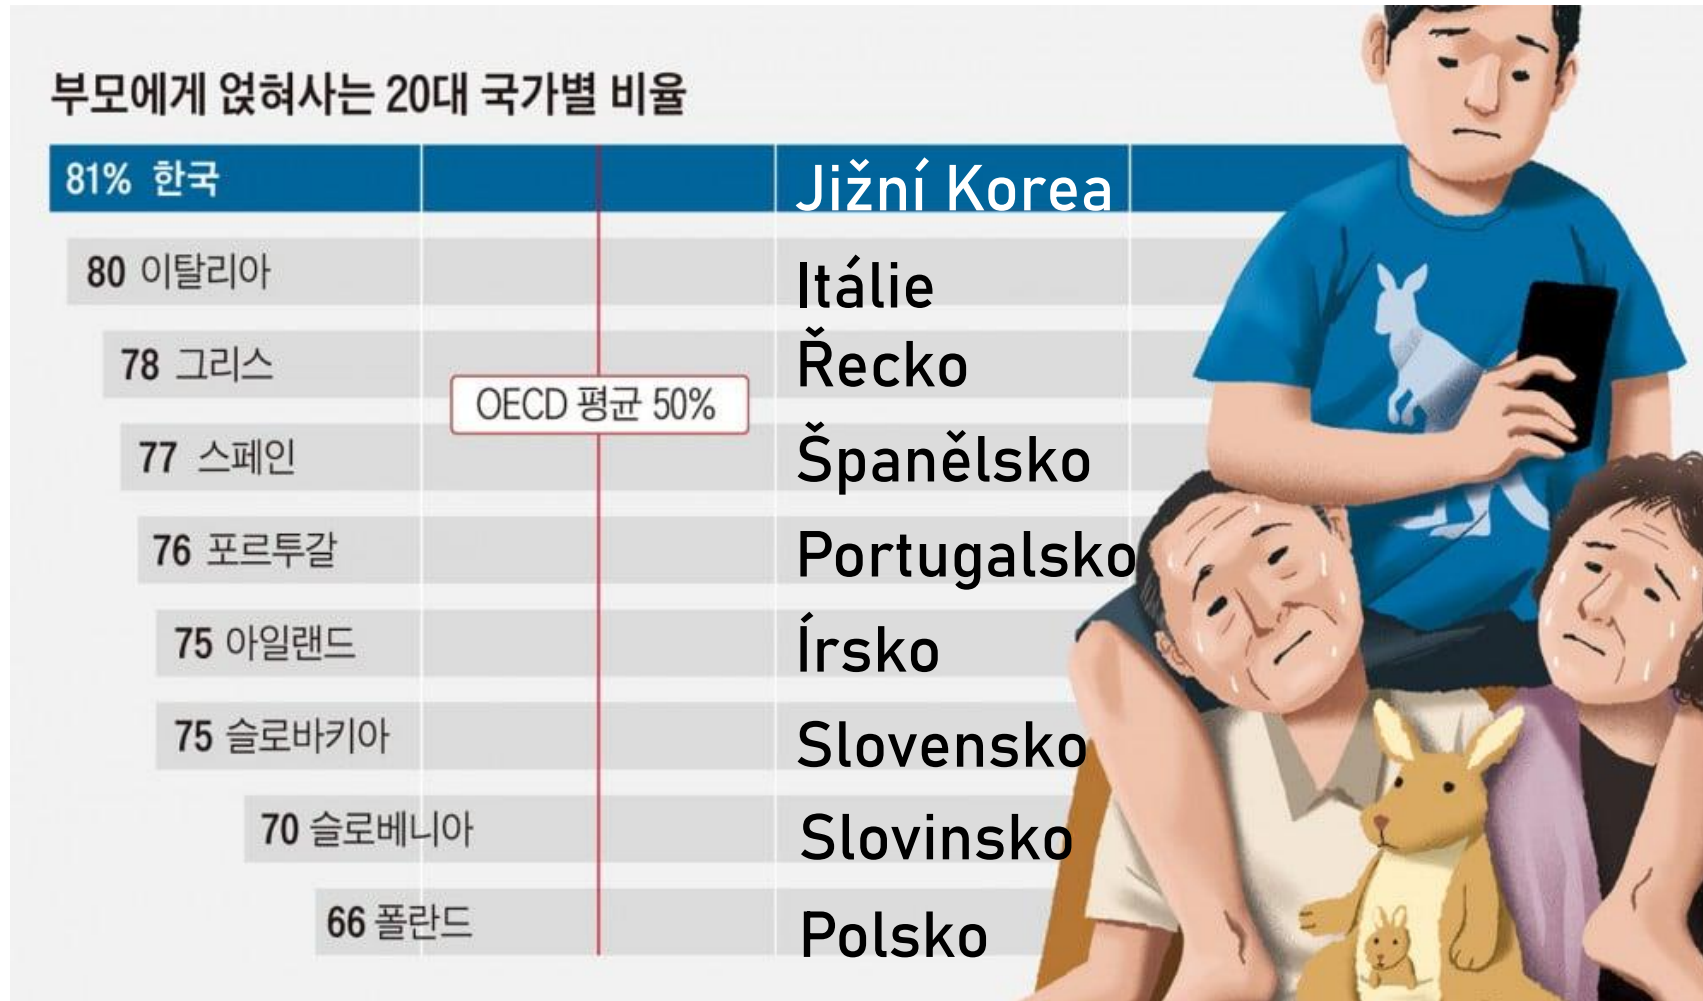 부모에게 얹혀사는 20대 국가별 비율
81% 한국 Jižní Korea
80 이탈리아 Itálie
78 그리스 Řecko
OECD 평균 50%
77 스페인 Španělsko
76 포르투갈 Portugalsko
75 아일랜드 Írsko
75 슬로바키아 Slovensko
70 슬로베니아 Slovinsko
66 폴란드 Polsko